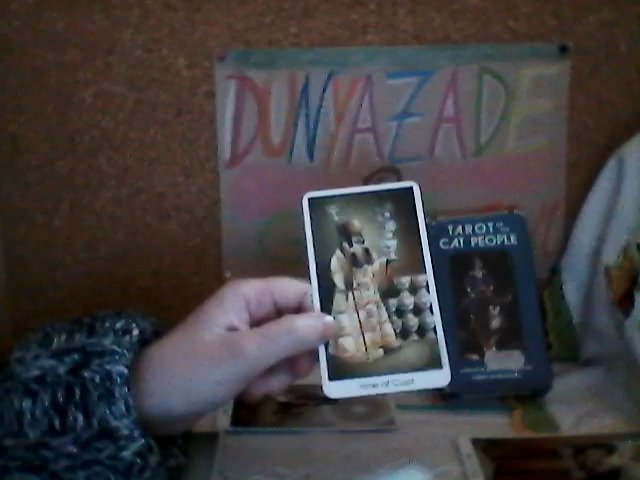 DUNYAZADE
TAROT OF THE
CAT PEOPLE
Nine of Cups